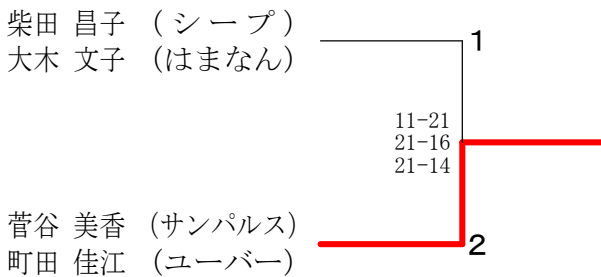 柴田 昌子 (シープ)
大木 文子 (はまなん)
1
11-21
21-16
21-14
菅谷 美香 (サンパルス)
町田 佳江 (ユーバー)
2